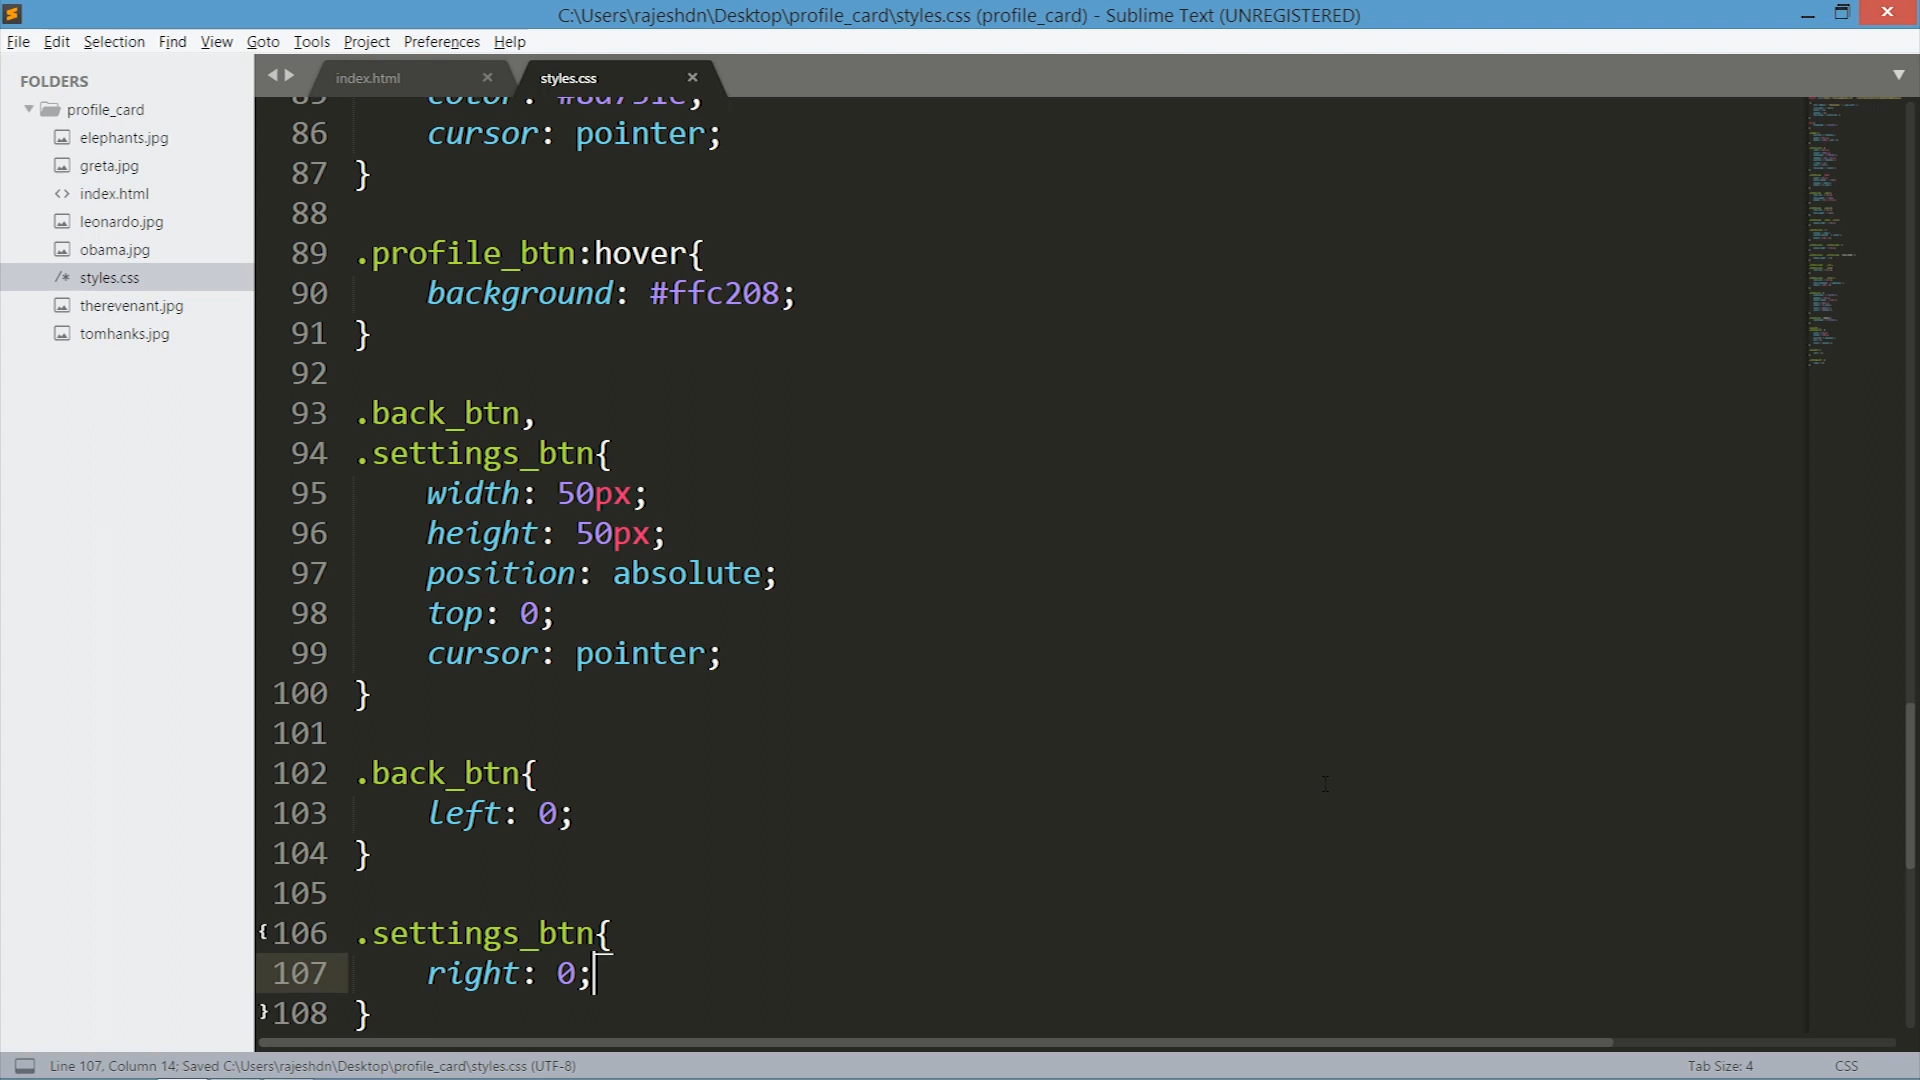 C:\Users\rajeshdn\Desktop\profile_card\styles.css (profile_card) - Sublime Text (UNREGISTERED)
File Edit Selection Find View Goto Tools Project Preferences Help
FOLDERS
profile_card
elephants.jpg
greta.jpg
<> index.html
leonardo.jpg
obama.jpg
/* styles.css
therevenant.jpg
tomhanks.jpg
index.html × styles.css ×
86 cursor: pointer;
87 }
88
89 .profile_btn:hover{
90 background: #ffc208;
91 }
92
93 .back_btn,
94 .settings_btn{
95 width: 50px;
96 height: 50px;
97 position: absolute;
98 top: 0;
99 cursor: pointer;
100 }
101
102 .back_btn{
103 left: 0;
104 }
105
106 .settings_btn{
107 right: 0;
108 }
Line 107, Column 14; Saved C:\Users\rajeshdn\Desktop\profile_card\styles.css (UTF-8)
Tab Size: 4 CSS